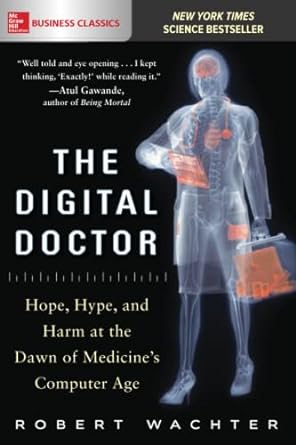 Mc
Graw
Hill
Education
BUSINESS CLASSICS
NEW YORK TIMES
SCIENCE BESTSELLER
“Well told and eye opening . . . I kept
thinking, ‘Exactly!’ while reading it.”
—Atul Gawande,
author of Being Mortal
THE
DIGITAL
DOCTOR
Hope, Hype, and
Harm at the
Dawn of Medicine’s
Computer Age
ROBERT WACHTER